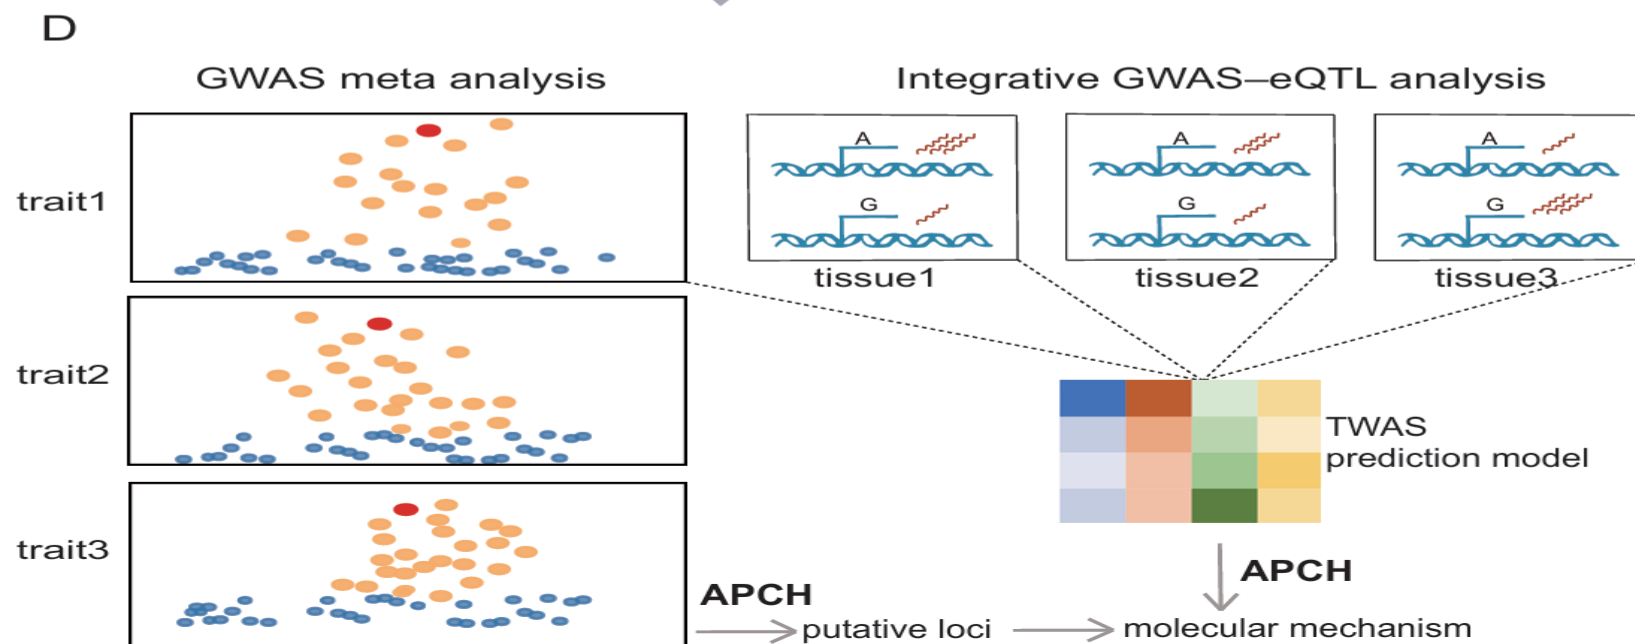 D
GWAS meta analysis
Integrative GWAS–eQTL analysis
trait1
A
A
A
G
G
G
tissue1
tissue2
tissue3
trait2
TWAS
prediction model
trait3
APCH
APCH
putative loci
molecular mechanism